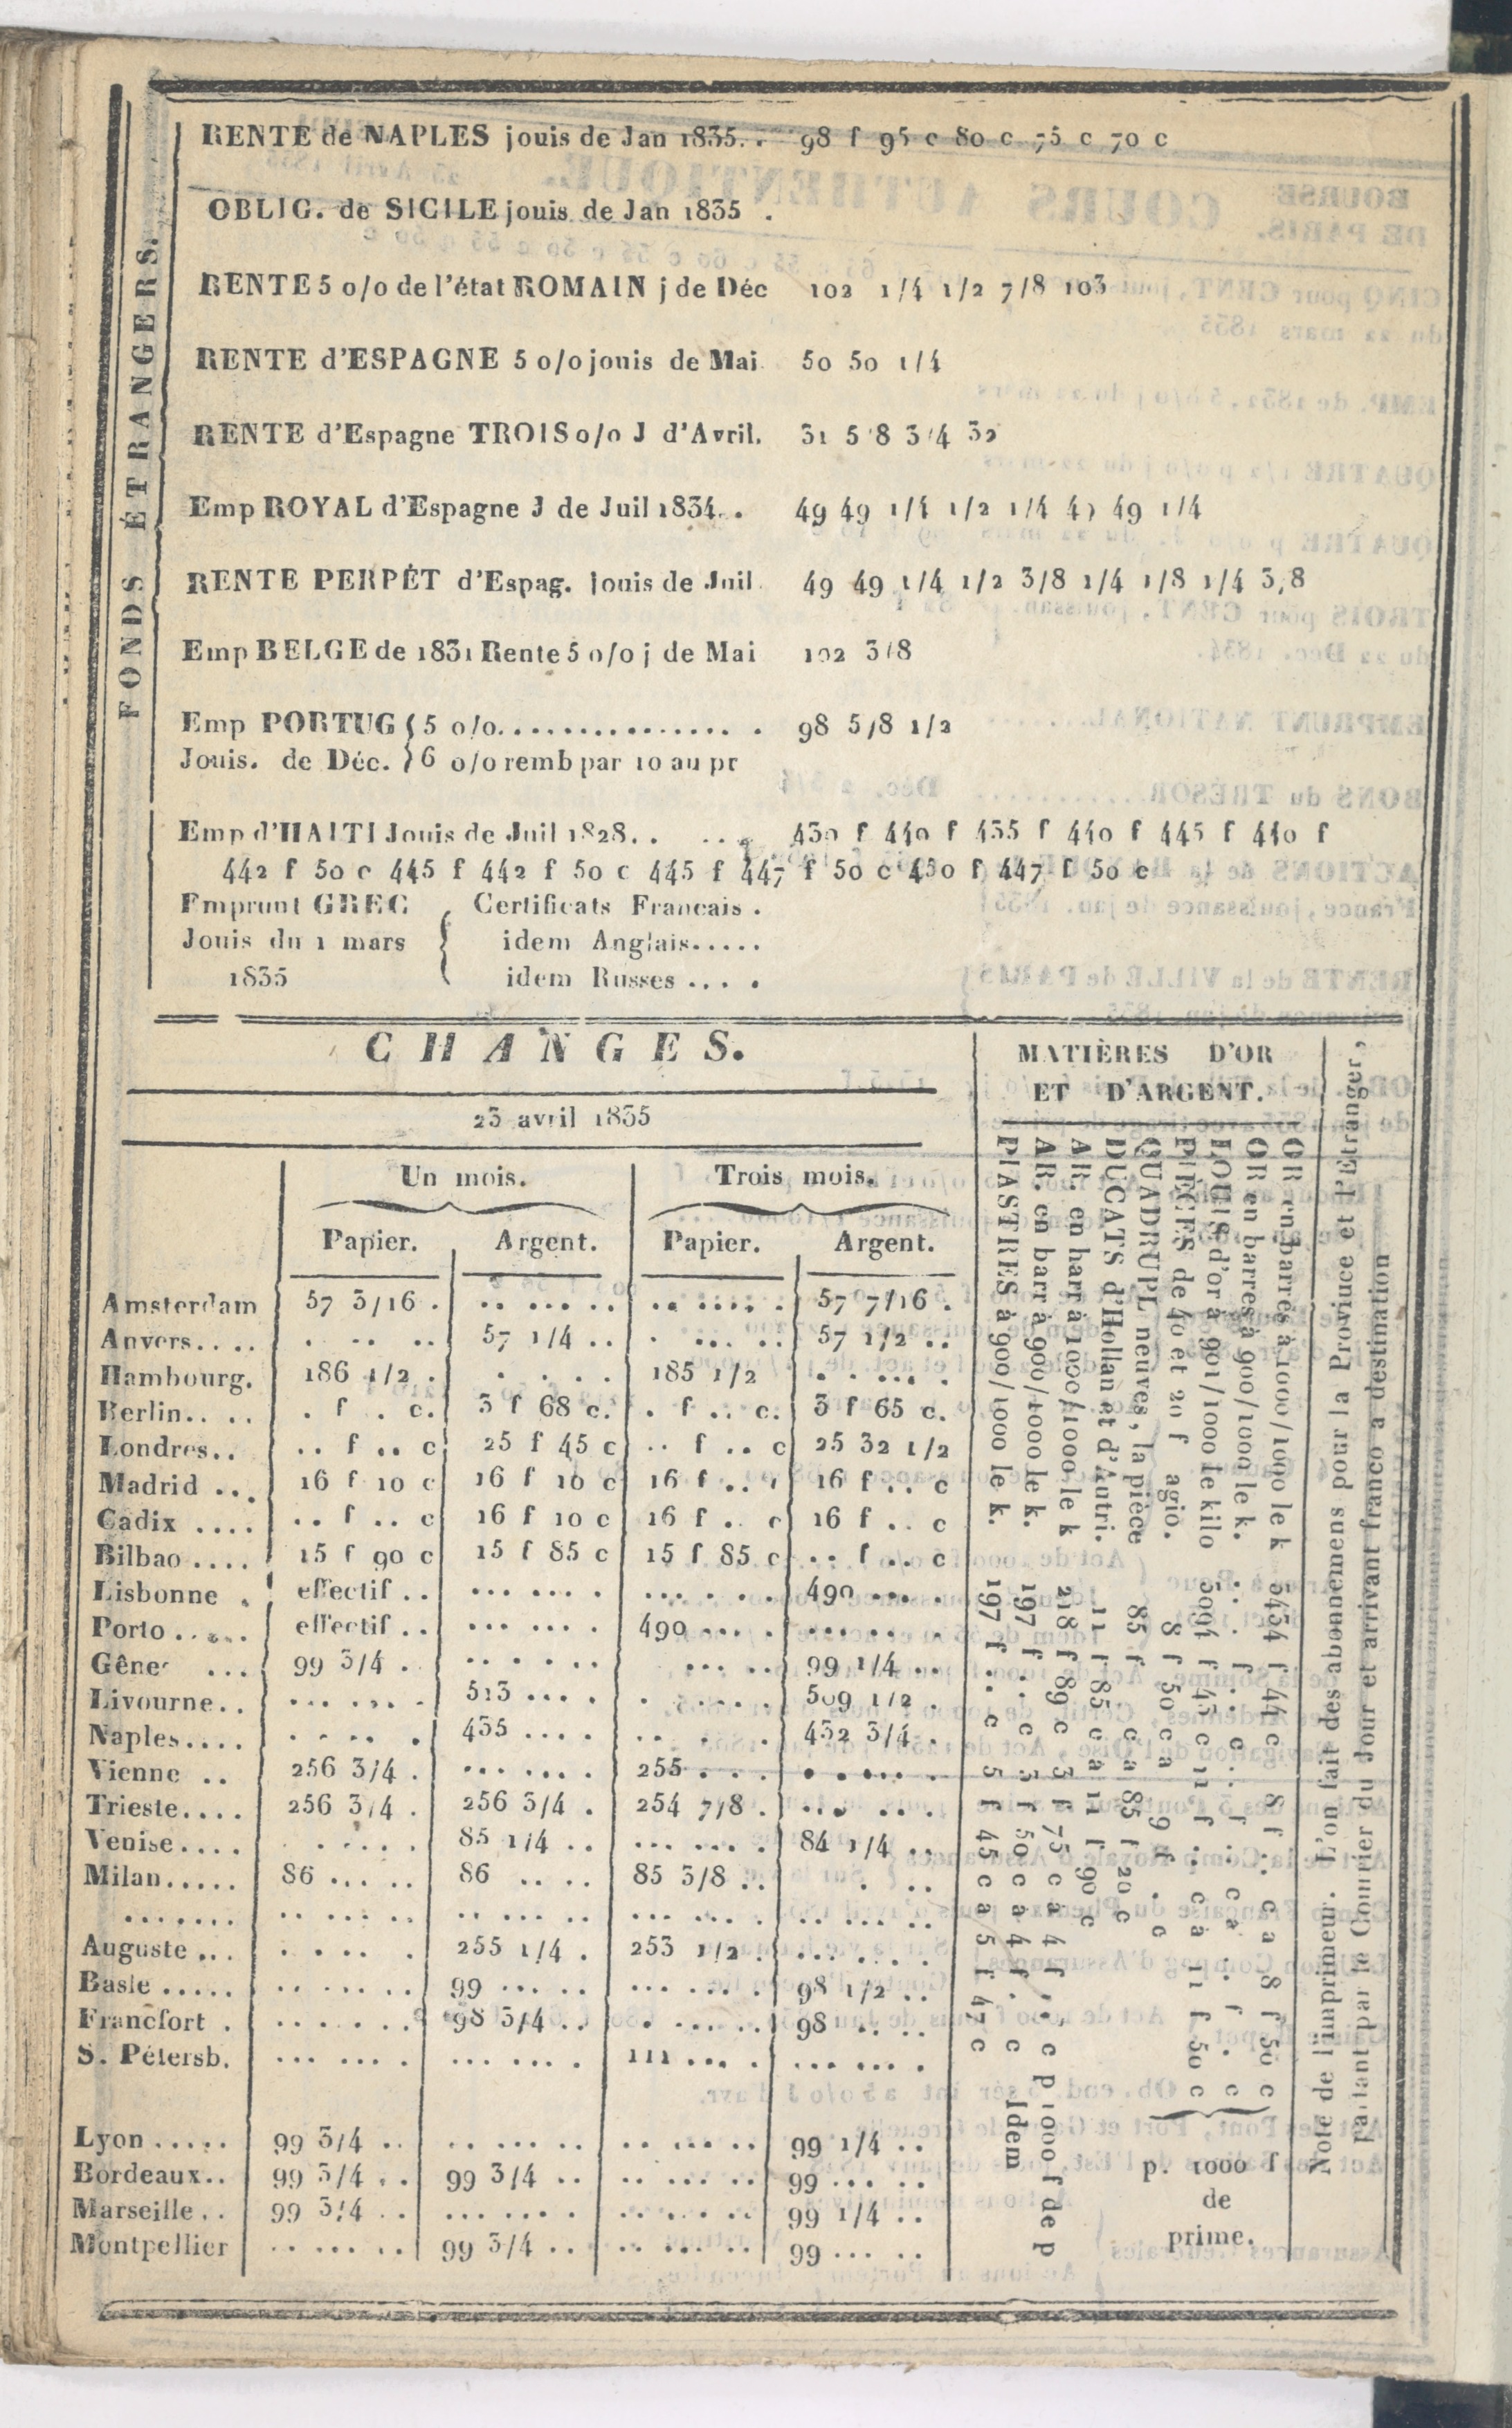 FONDS ÉTRANGERS.
RENTE de NAPLES jouis de Jan 1835. . 98 f 95 c 80 c 75 c 70 c
OBLIG. de SICILE jouis de Jan 1835 .
RENTE 5 o/o de l'état ROMAIN j de Déc 102 1/4 1/2 7/8 103
RENTE d'ESPAGNE 5 o/o jouis de Mai 50 50 1/4
RENTE d'Espagne TROIS o/o J d'Avril. 31 5/8 3/4 32
Emp ROYAL d'Espagne J de Juil 1834. . 49 49 1/4 1/2 1/4 49 49 1/4
RENTE PERPÉT d'Espag. Jouis de Juil 49 49 1/4 1/2 3/8 1/4 1/8 1/4 3/8
Emp BELGE de 1831 Rente 5 o/o j de Mai 102 3/8
Emp PORTUG { 5 o/o. . . . . . . . . . . . . . . . 98 5/8 1/2
Jouis. de Déc. } 6 o/o remb par 10 au pr
Emp d'HAITI Jouis de Juil 1828. . . . . 430 f 440 f 435 f 440 f 445 f 440 f
442 f 50 c 445 f 442 f 50 c 445 f 447 f 50 c 450 f 447 f 50 c
Emprunt GREC { Certificats Francais .
Jouis du 1 mars idem Anglais.....
1835 idem Russes ... .
CHANGES.
23 avril 1835
Un mois. Trois mois.
Papier. Argent. Papier. Argent.
Amsterdam 57 3/16 . .. ... .. .. .... . 57 7/16 .
Anvers.. .. . .. .. 57 1/4 .. . ... .. 57 1/2 ..
Hambourg. 186 1/2 . . . . . 185 1/2 . . ... .
Berlin.. .. . f . c. 3 f 68 c. . f .. c. 3 f 65 c.
Londres.. .. f .. c 25 f 45 c .. f .. c 25 32 1/2
Madrid ... 16 f 10 c 16 f 10 c 16 f .. 16 f .. c
Cadix .... .. f .. c 16 f 10 c 16 f .. c 16 f .. c
Bilbao .... 15 f 90 c 15 f 85 c 15 f 85 c .. f .. c
Lisbonne . effectif .. ... ... . ... . . . 490 ... .
Porto ..... effectif .. ... ... . 490 ... . ... .. .
Gênes ... 99 3/4 . .. . . .. ... .. 99 1/4 ..
Livourne.. ... ... . 513 ... . . .... . 509 1/2 .
Naples.... . . .. . 435 .... .. . . . 432 3/4 .
Vienne .. 256 3/4 . ... ... . 255 . . . . .... .
Trieste.... 256 3/4 . 256 3/4 . 254 7/8 . ... .. .
Venise.... . ... . 85 1/4 .. ... ... . 84 1/4 ..
Milan..... 86 ... .. 86 .. .. 85 3/8 .. . ..
....... .. ... .. .. ... .. ... ... . .. ... ..
Auguste ... . . .. . 255 1/4 . 253 1/2 . ... .. .
Basle ..... .. ... .. 99 ... .. ... ... . 98 1/2 ..
Francfort . .. . . .. 98 3/4 .. . ... .. 98 .. ..
S. Pétersb. ... ... . ... ... . 111 ... . ... ... .
Lyon ..... 99 3/4 .. .. ... .. .. ... .. 99 1/4 ..
Bordeaux.. 99 3/4 . . 99 3/4 .. .. ... .. 99 ... ..
Marseille .. 99 3/4 .. ... ... . .. ... .. 99 1/4 ..
Montpellier .. ... .. 99 3/4 .. .. ... .. 99 ... ..
MATIÈRES D'OR
ET D'ARGENT.
OR en barres à 1000/1000 le k 3434 f 44 c 8 f .. c a 8 f 50 c
OR en barres à 900/1000 le k. . . . f . . c . . f . . c a . . f . . c
LOUIS d'or à 901/1000 le kilo 3094 f 43 c 11 f . . c à 11 f 50 c
PIÈCES de 40 et 20 f agio. 8 f 50 c a 9 f . c
QUADRUPL neuves, la pièce 85 f c a 85 f 20 c
DUCATS d'Hollan et d'Autri. 11 f 85 c a 11 f 90 c
AR. en barr à 1000/1000 le k 218 f 89 c 3 f 75 c à 4 f . . c p 1000 f de p
AR. en barr à 900/1000 le k. 197 f . . c 3 f 50 c a 4 f . . c Idem
PIASTRES à 900/1000 le k. 197 f . . c 5 f 45 c a 5 f 47 c
p. 1000 f
de
prime.
Note de l'imprimeur. L'on fait des abonnemens pour la Province et l'Etranger,
partant par le Courier du Jour et arrivant franco a destination